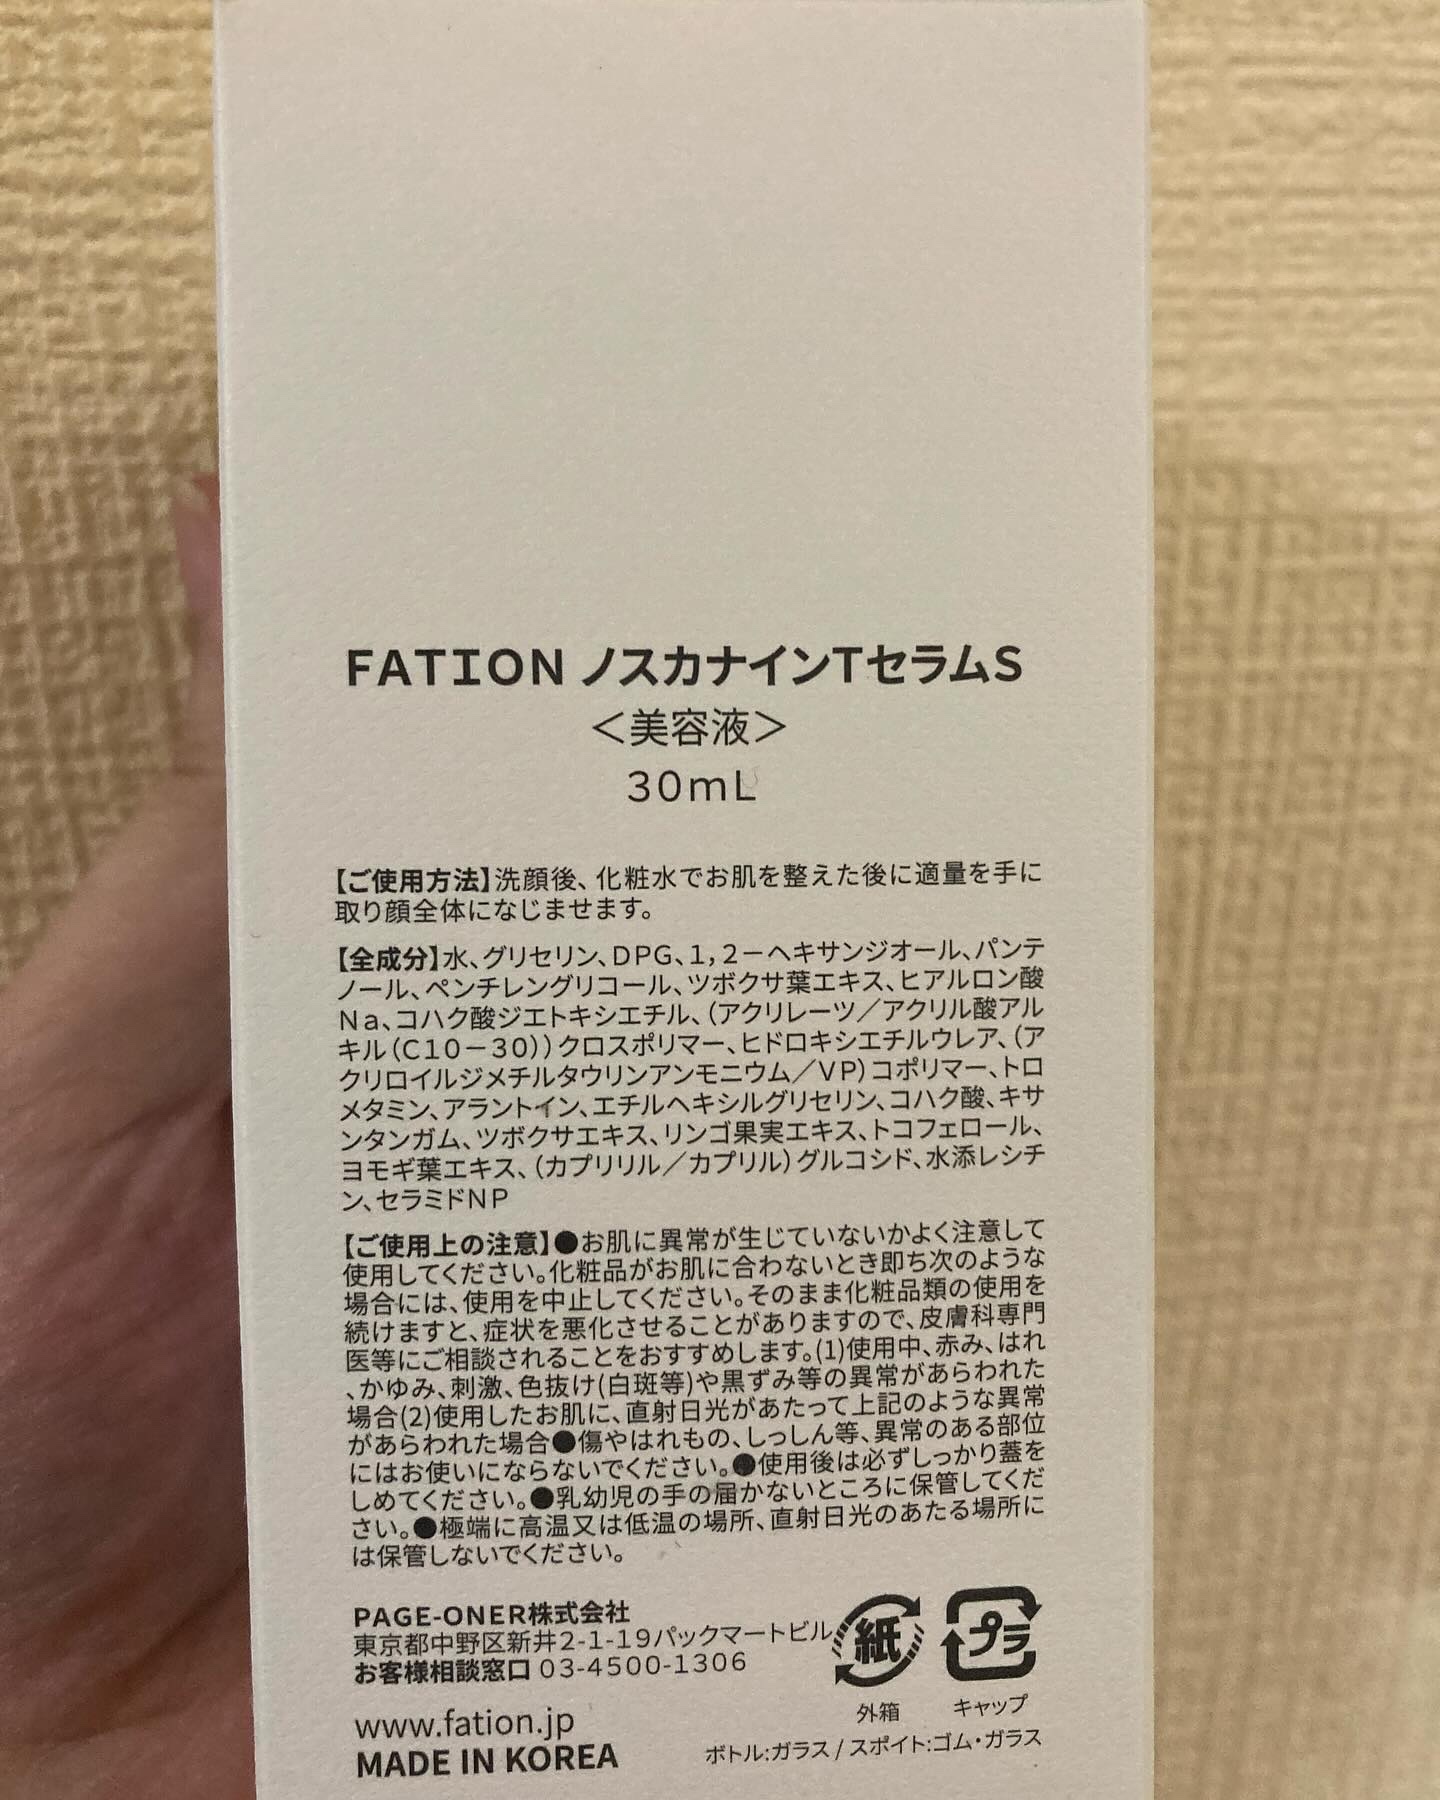 FATION ノスカナインTセラムS
＜美容液＞
30mL
【ご使用方法】洗顔後、化粧水でお肌を整えた後に適量を手に
取り顔全体になじませます。
【全成分】水、グリセリン、DPG、1，2－ヘキサンジオール、パンテ
ノール、ペンチレングリコール、ツボクサ葉エキス、ヒアルロン酸
Na、コハク酸ジエトキシエチル、（アクリレーツ／アクリル酸アル
キル（C10－30））クロスポリマー、ヒドロキシエチルウレア、（ア
クリロイルジメチルタウリンアンモニウム／VP）コポリマー、トロ
メタミン、アラントイン、エチルヘキシルグリセリン、コハク酸、キサ
ンタンガム、ツボクサエキス、リンゴ果実エキス、トコフェロール、
ヨモギ葉エキス、（カプリリル／カプリル）グルコシド、水添レシチ
ン、セラミドNP
【ご使用上の注意】●お肌に異常が生じていないかよく注意して
使用してください。化粧品がお肌に合わないとき即ち次のような
場合には、使用を中止してください。そのまま化粧品類の使用を
続けますと、症状を悪化させることがありますので、皮膚科専門
医等にご相談されることをおすすめします。(1)使用中、赤み、はれ
、かゆみ、刺激、色抜け(白斑等)や黒ずみ等の異常があらわれた
場合(2)使用したお肌に、直射日光があたって上記のような異常
があらわれた場合●傷やはれもの、しっしん等、異常のある部位
にはお使いにならないでください。●使用後は必ずしっかり蓋を
しめてください。●乳幼児の手の届かないところに保管してくだ
さい。●極端に高温又は低温の場所、直射日光のあたる場所に
は保管しないでください。
PAGE-ONER株式会社
東京都中野区新井2-1-19パックマートビル
お客様相談窓口 03-4500-1306
www.fation.jp
MADE IN KOREA
紙
プラ
外箱
キャップ
ボトル:ガラス / スポイト:ゴム・ガラス